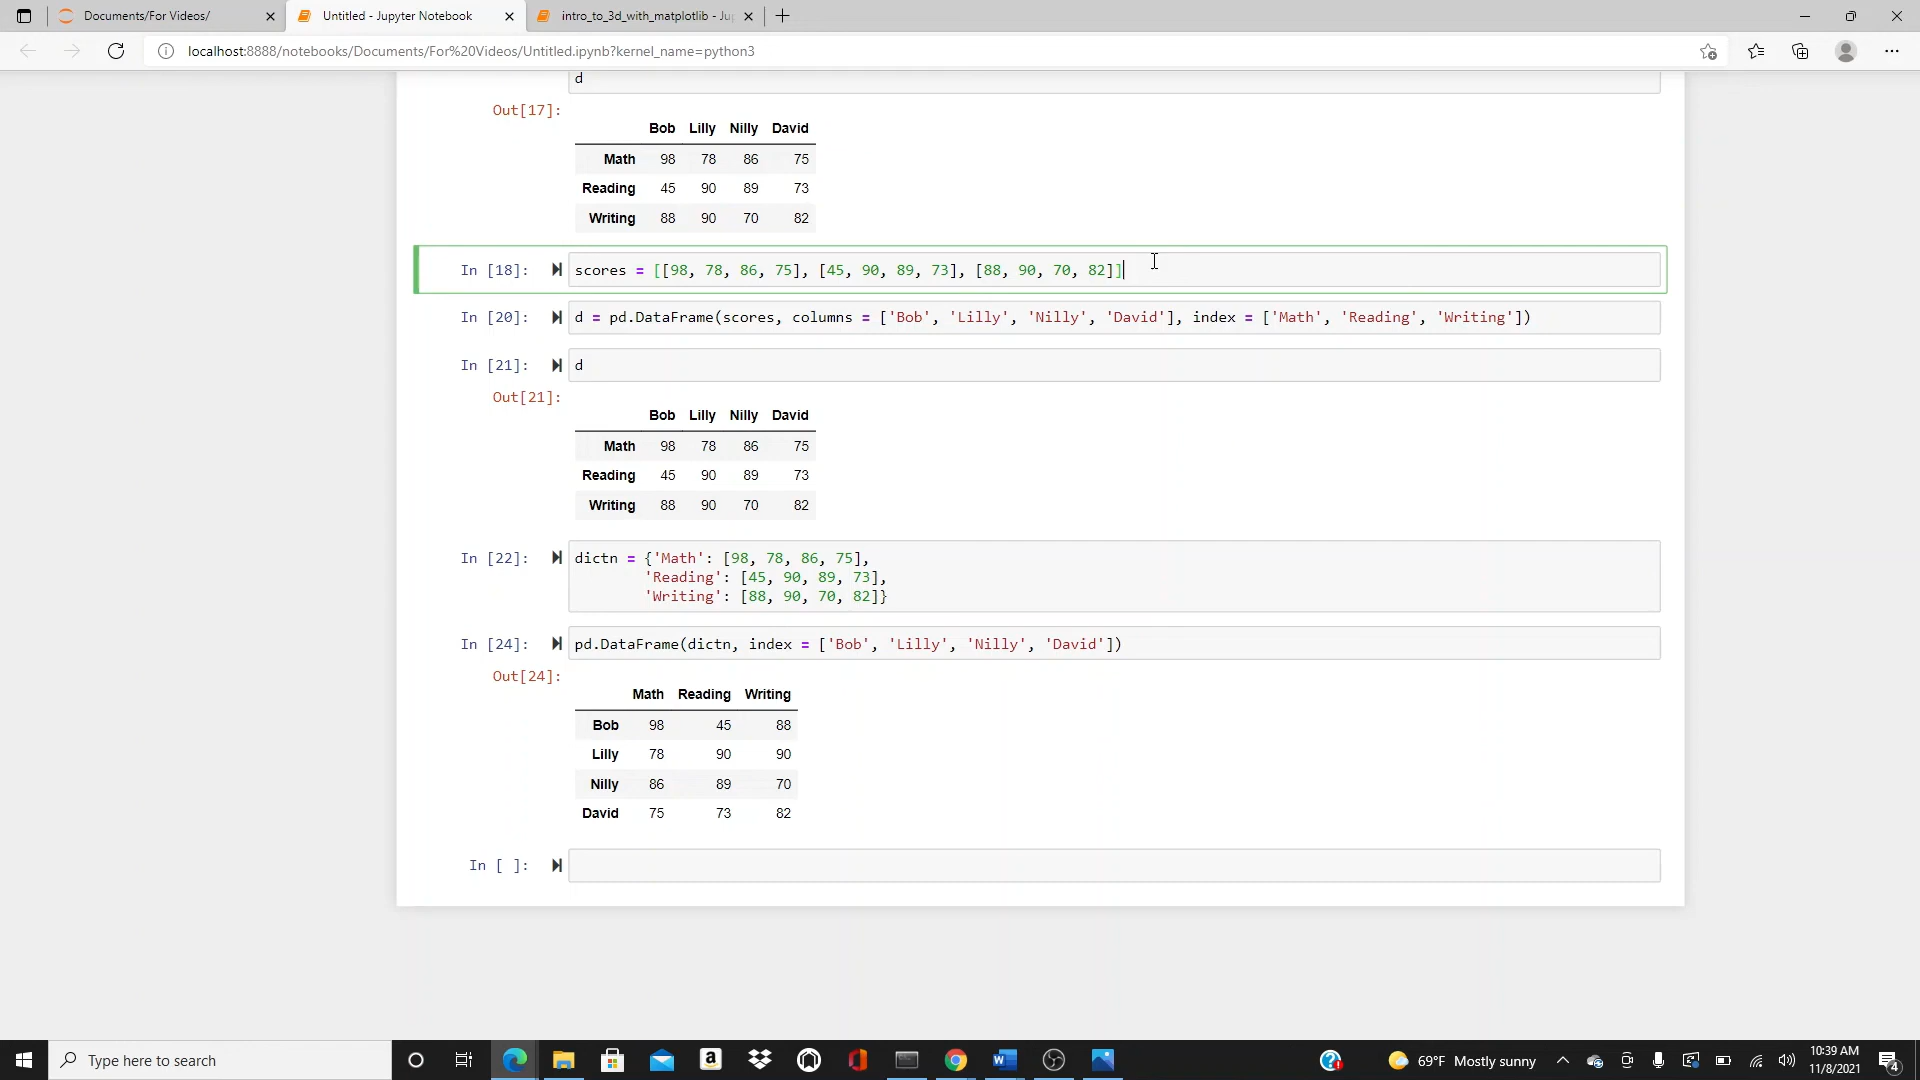 Documents/For Videos/
Untitled - Jupyter Notebook
intro_to_3d_with_matplotlib - Ju
localhost:8888/notebooks/Documents/For%20Videos/Untitled.ipynb?kernel_name=python3
d
Out[17]:
Bob Lilly Nilly David
Math 98 78 86 75
Reading 45 90 89 73
Writing 88 90 70 82
In [18]: scores = [[98, 78, 86, 75], [45, 90, 89, 73], [88, 90, 70, 82]]
In [20]: d = pd.DataFrame(scores, columns = ['Bob', 'Lilly', 'Nilly', 'David'], index = ['Math', 'Reading', 'Writing'])
In [21]: d
Out[21]:
Bob Lilly Nilly David
Math 98 78 86 75
Reading 45 90 89 73
Writing 88 90 70 82
In [22]: dictn = {'Math': [98, 78, 86, 75],
'Reading': [45, 90, 89, 73],
'Writing': [88, 90, 70, 82]}
In [24]: pd.DataFrame(dictn, index = ['Bob', 'Lilly', 'Nilly', 'David'])
Out[24]:
Math Reading Writing
Bob 98 45 88
Lilly 78 90 90
Nilly 86 89 70
David 75 73 82
In [ ]:
Type here to search
69°F Mostly sunny
10:39 AM
11/8/2021
4